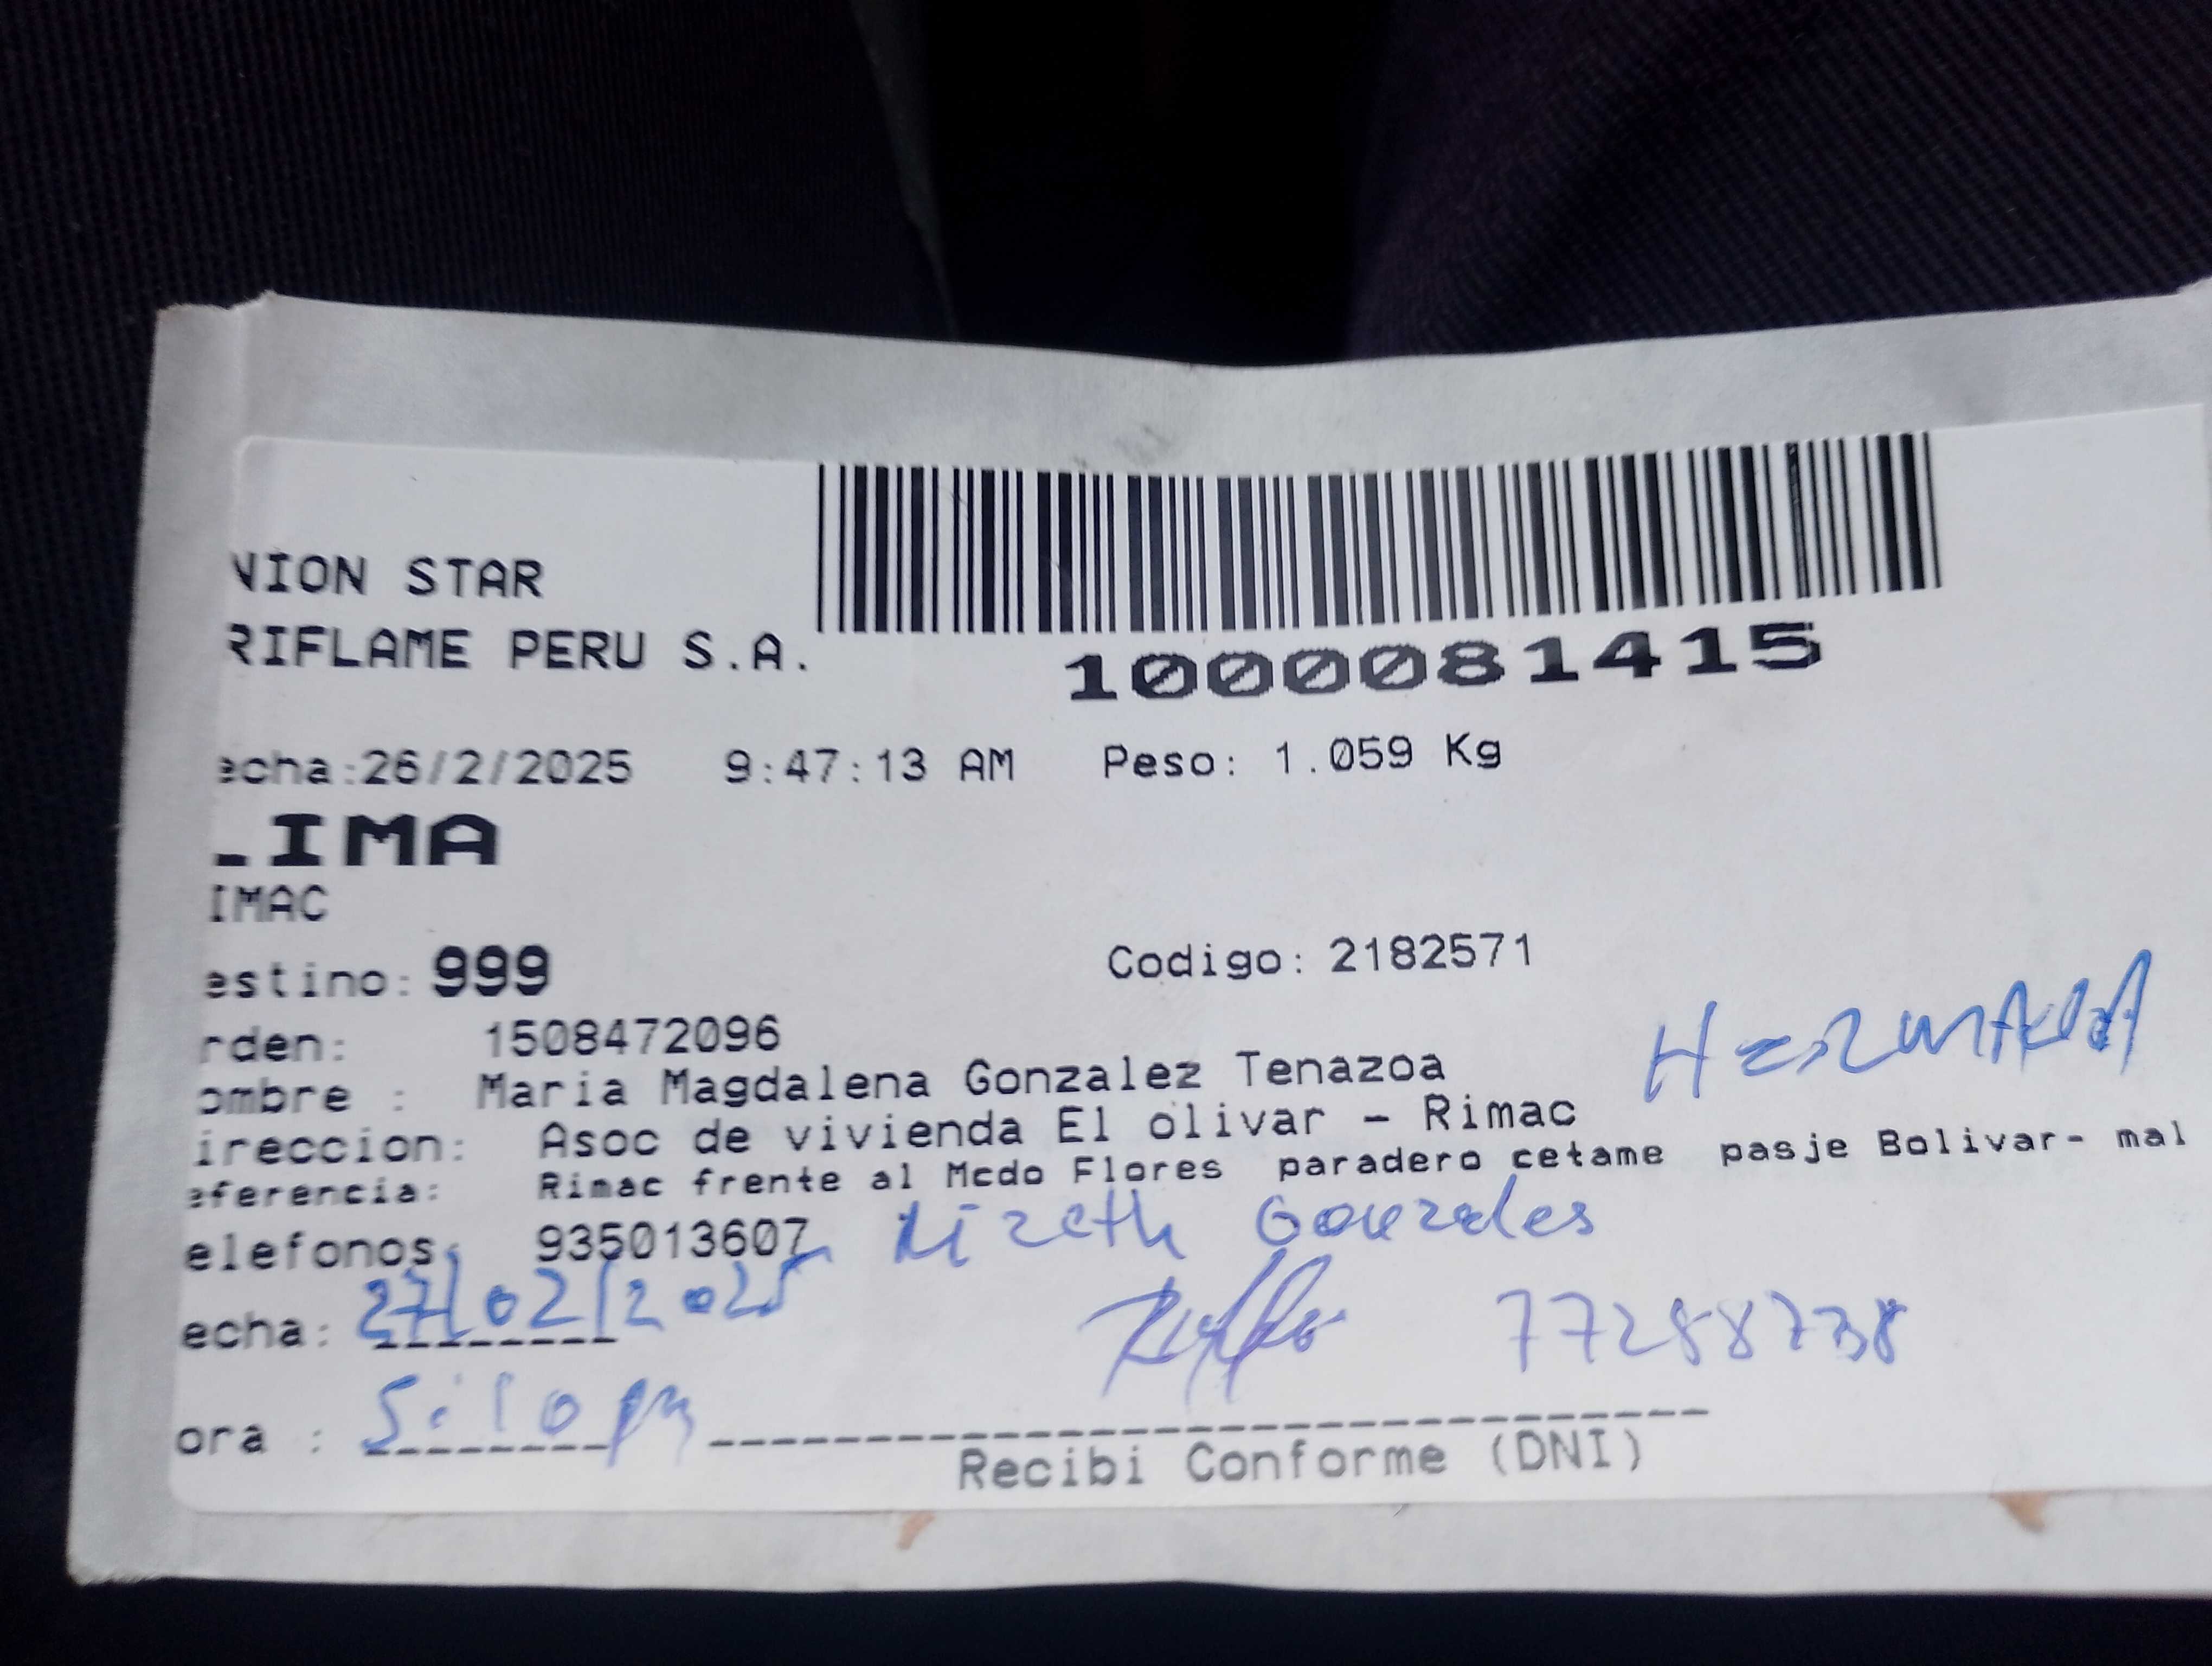 NION STAR
RIFLAME PERU S.A.
1000081415
echa:26/2/2025 9:47:13 AM Peso: 1.059 Kg
LIMA
IMAC
estino: 999 Codigo: 2182571
rden: 1508472096
ombre : Maria Magdalena Gonzalez Tenazoa HERMANA
ireccion: Asoc de vivienda El olivar - Rimac
eferencia: Rimac frente al Mcdo Flores paradero cetame pasje Bolivar- mal
elefonos: 935013607 Lizeth Gonzales
echa: 27/02/2025 77288738
ora : 5:10 pm
Recibi Conforme (DNI)